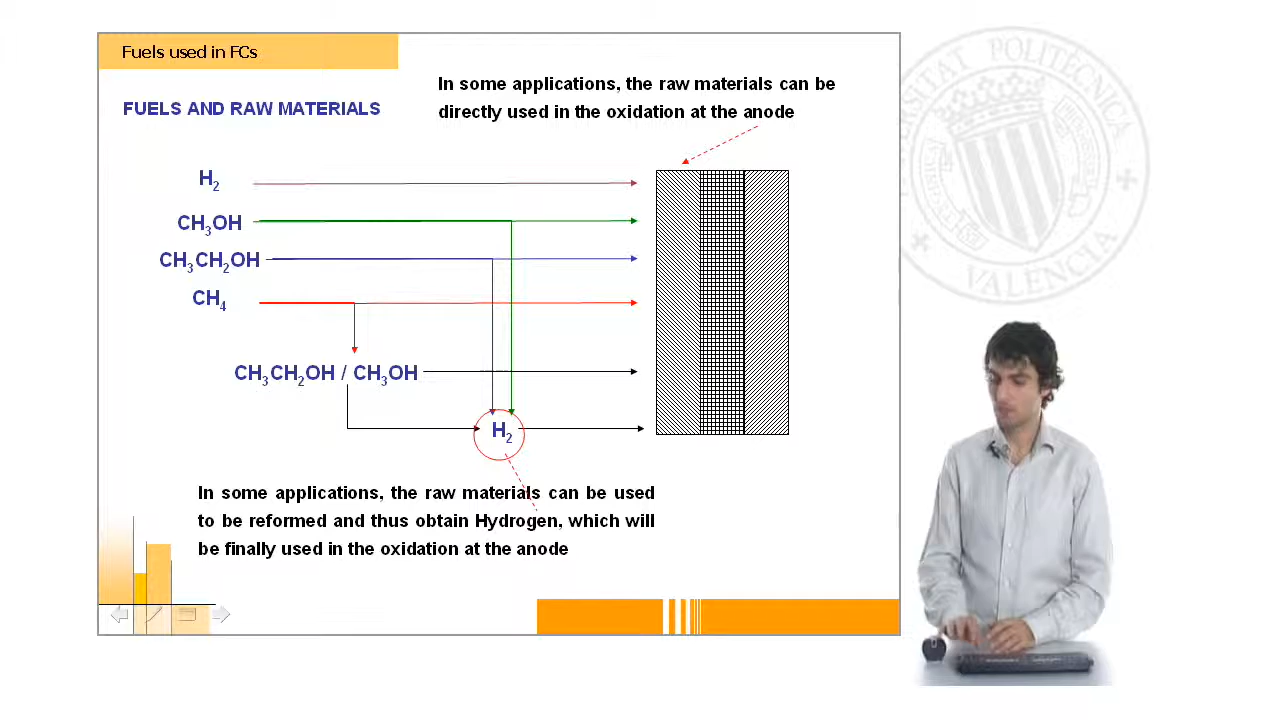 Fuels used in FCs
FUELS AND RAW MATERIALS
In some applications, the raw materials can be
directly used in the oxidation at the anode
H₂
CH₃OH
CH₃CH₂OH
CH₄
CH₃CH₂OH / CH₃OH
H₂
In some applications, the raw materials can be used
to be reformed and thus obtain Hydrogen, which will
be finally used in the oxidation at the anode
POLITÈCNICA
VALÈNCIA